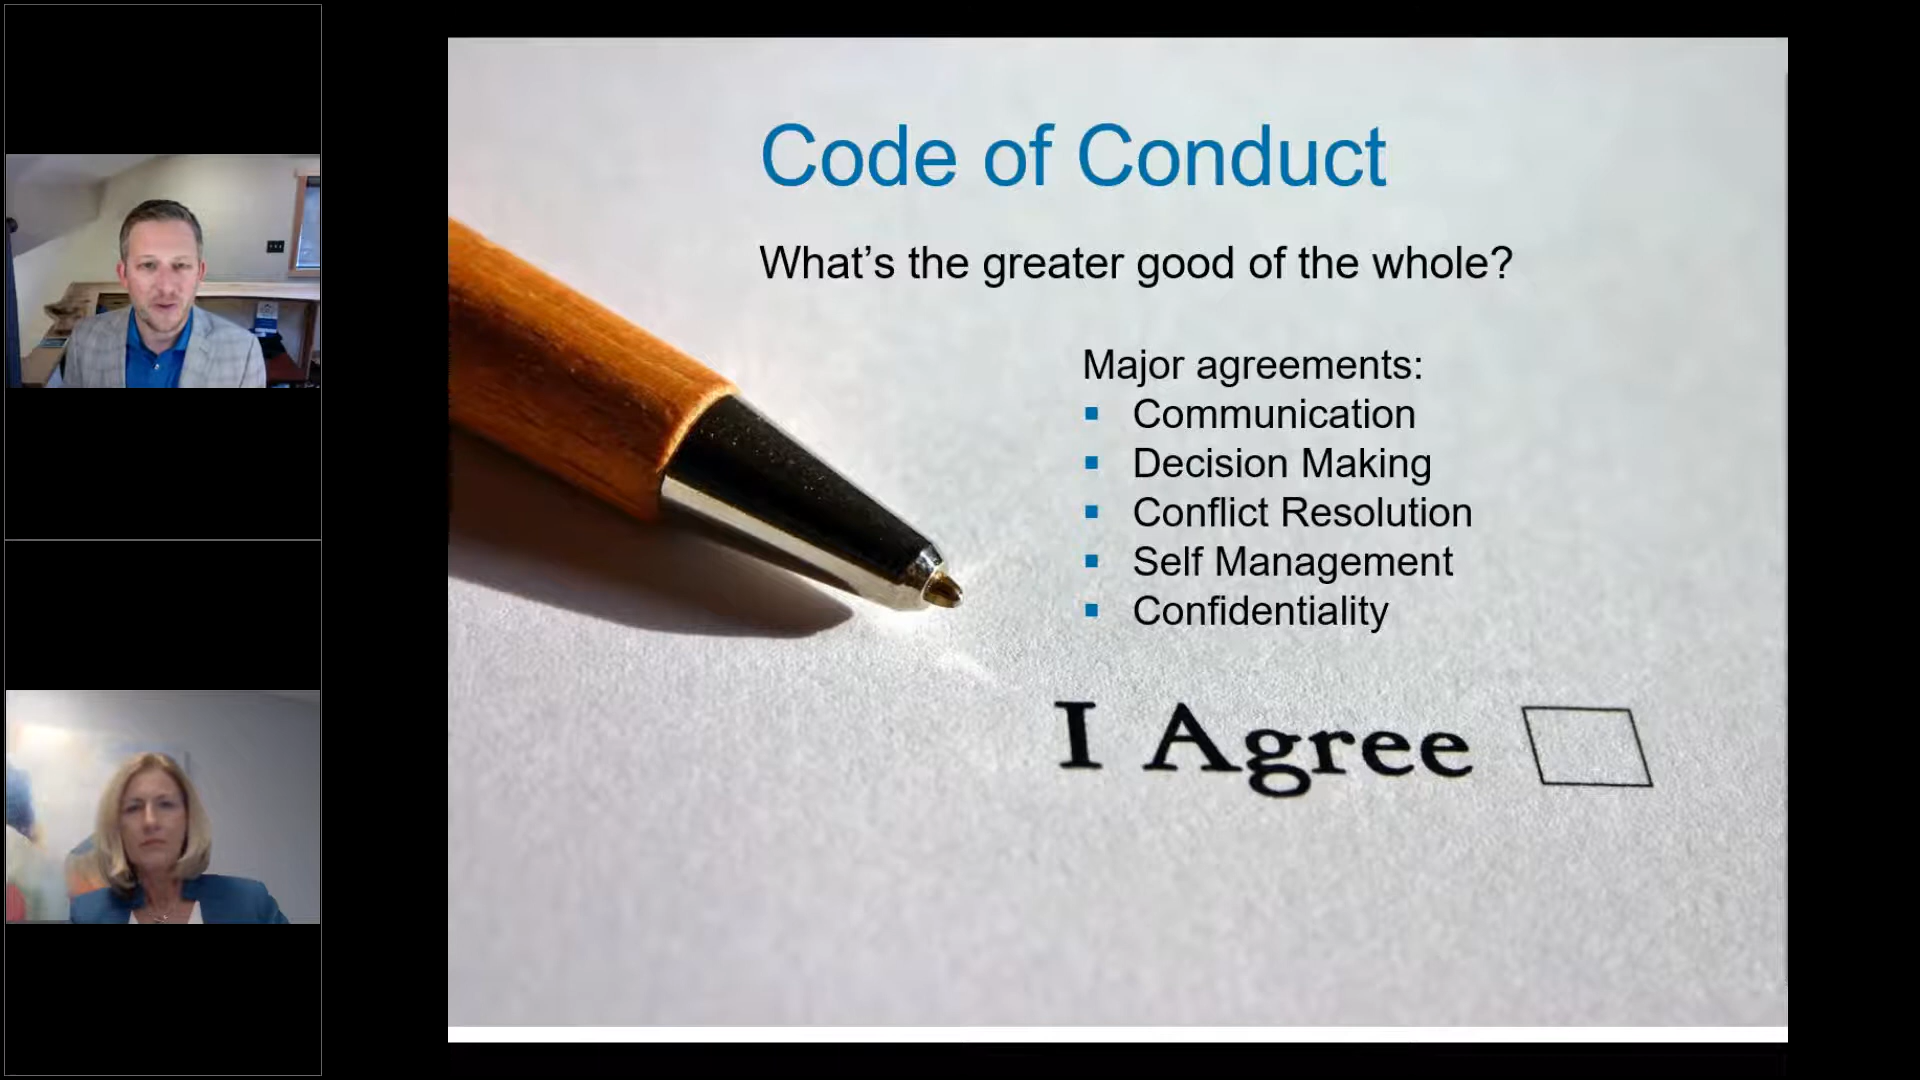 Code of Conduct
What's the greater good of the whole?
Major agreements:
▪ Communication
▪ Decision Making
▪ Conflict Resolution
▪ Self Management
▪ Confidentiality
I Agree